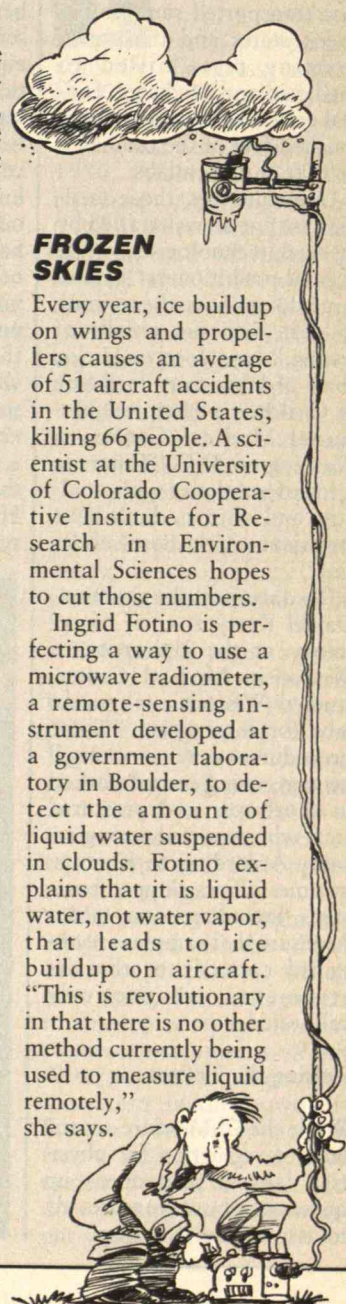 FROZEN
SKIES
Every year, ice buildup
on wings and propel-
lers causes an average
of 51 aircraft accidents
in the United States,
killing 66 people. A sci-
entist at the University
of Colorado Coopera-
tive Institute for Re-
search in Environ-
mental Sciences hopes
to cut those numbers.
Ingrid Fotino is per-
fecting a way to use a
microwave radiometer,
a remote-sensing in-
strument developed at
a government labora-
tory in Boulder, to de-
tect the amount of
liquid water suspended
in clouds. Fotino ex-
plains that it is liquid
water, not water vapor,
that leads to ice
buildup on aircraft.
“This is revolutionary
in that there is no other
method currently being
used to measure liquid
remotely,”
she says.